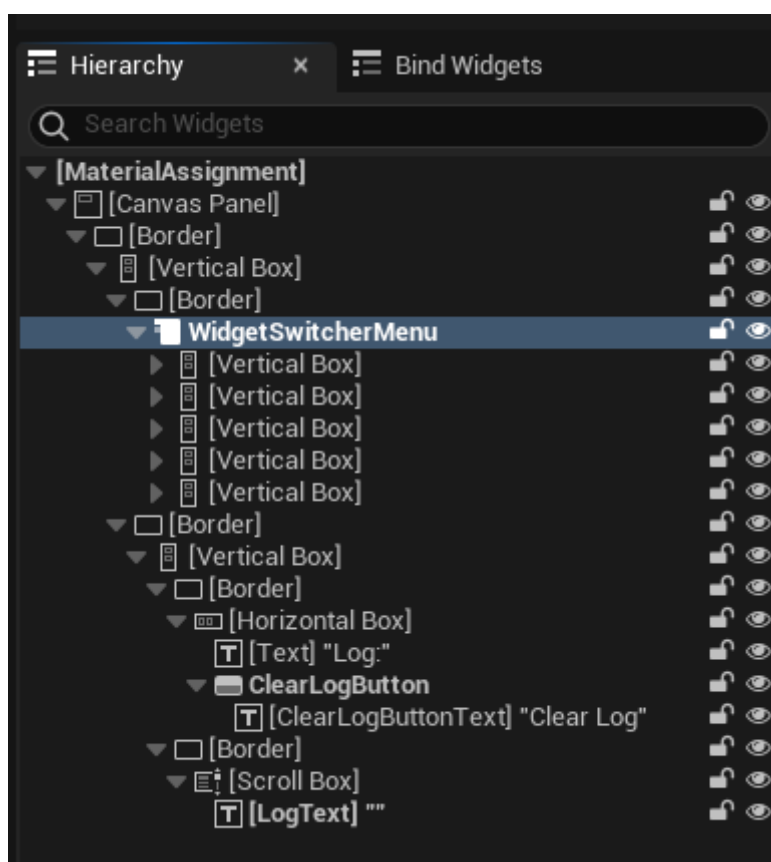 Hierarchy × Bind Widgets
Search Widgets
[MaterialAssignment]
[Canvas Panel]
[Border]
[Vertical Box]
[Border]
WidgetSwitcherMenu
[Vertical Box]
[Vertical Box]
[Vertical Box]
[Vertical Box]
[Vertical Box]
[Border]
[Vertical Box]
[Border]
[Horizontal Box]
[Text] "Log:"
ClearLogButton
[ClearLogButtonText] "Clear Log"
[Border]
[Scroll Box]
[LogText] ""